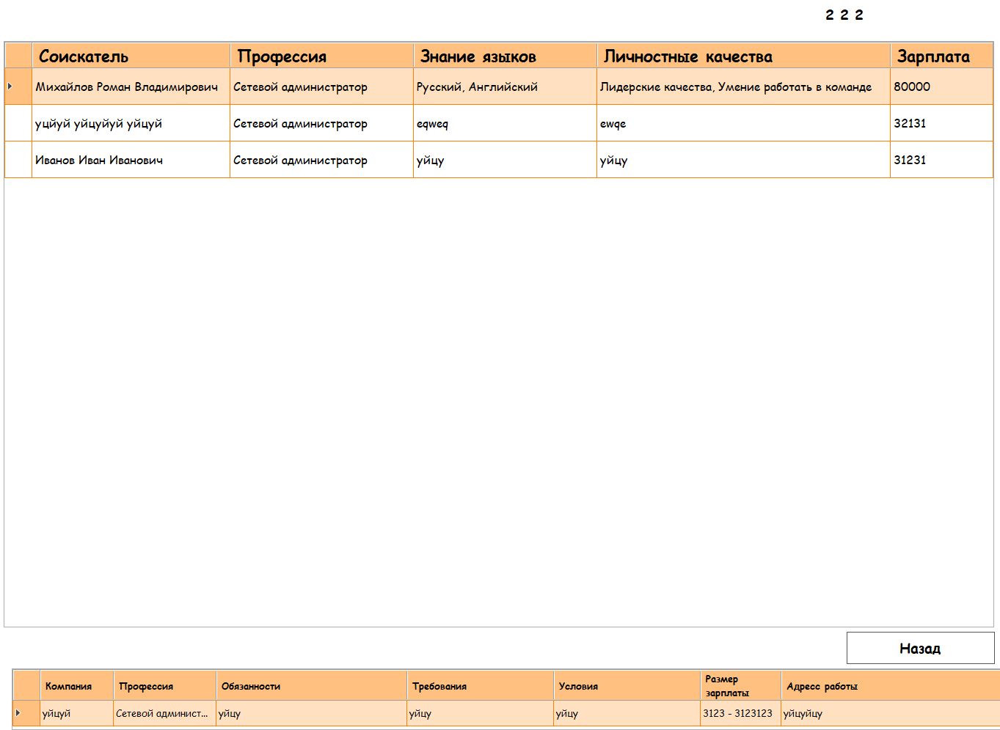 2 2 2
Соискатель Профессия Знание языков Личностные качества Зарплата
Михайлов Роман Владимирович Сетевой администратор Русский, Английский Лидерские качества, Умение работать в команде 80000
уцйуй уйцуйуй уйцуй Сетевой администратор eqweq ewqe 32131
Иванов Иван Иванович Сетевой администратор уйцу уйцу 31231
Назад
Компания Профессия Обязанности Требования Условия Размер зарплаты Адресс работы
уйцуй Сетевой админист... уйцу уйцу уйцу 3123 - 3123123 уйцуйцу